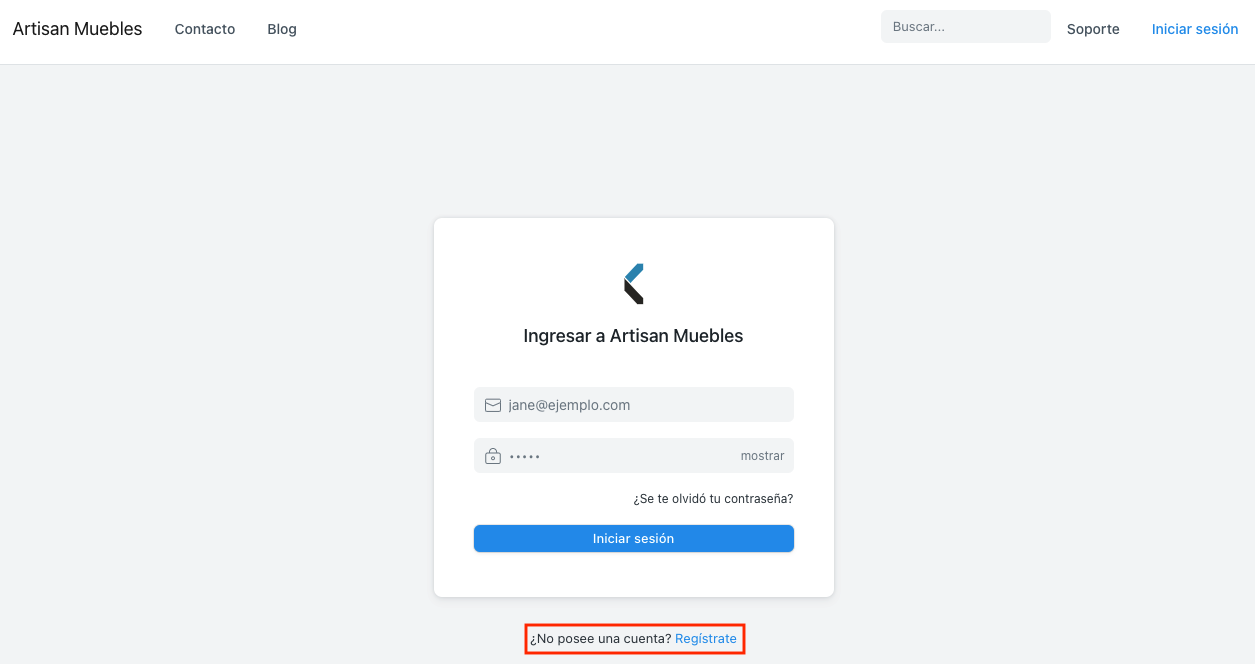 Artisan Muebles Contacto Blog Buscar... Soporte Iniciar sesión
Ingresar a Artisan Muebles
jane@ejemplo.com
••••• mostrar
¿Se te olvidó tu contraseña?
Iniciar sesión
¿No posee una cuenta? Regístrate